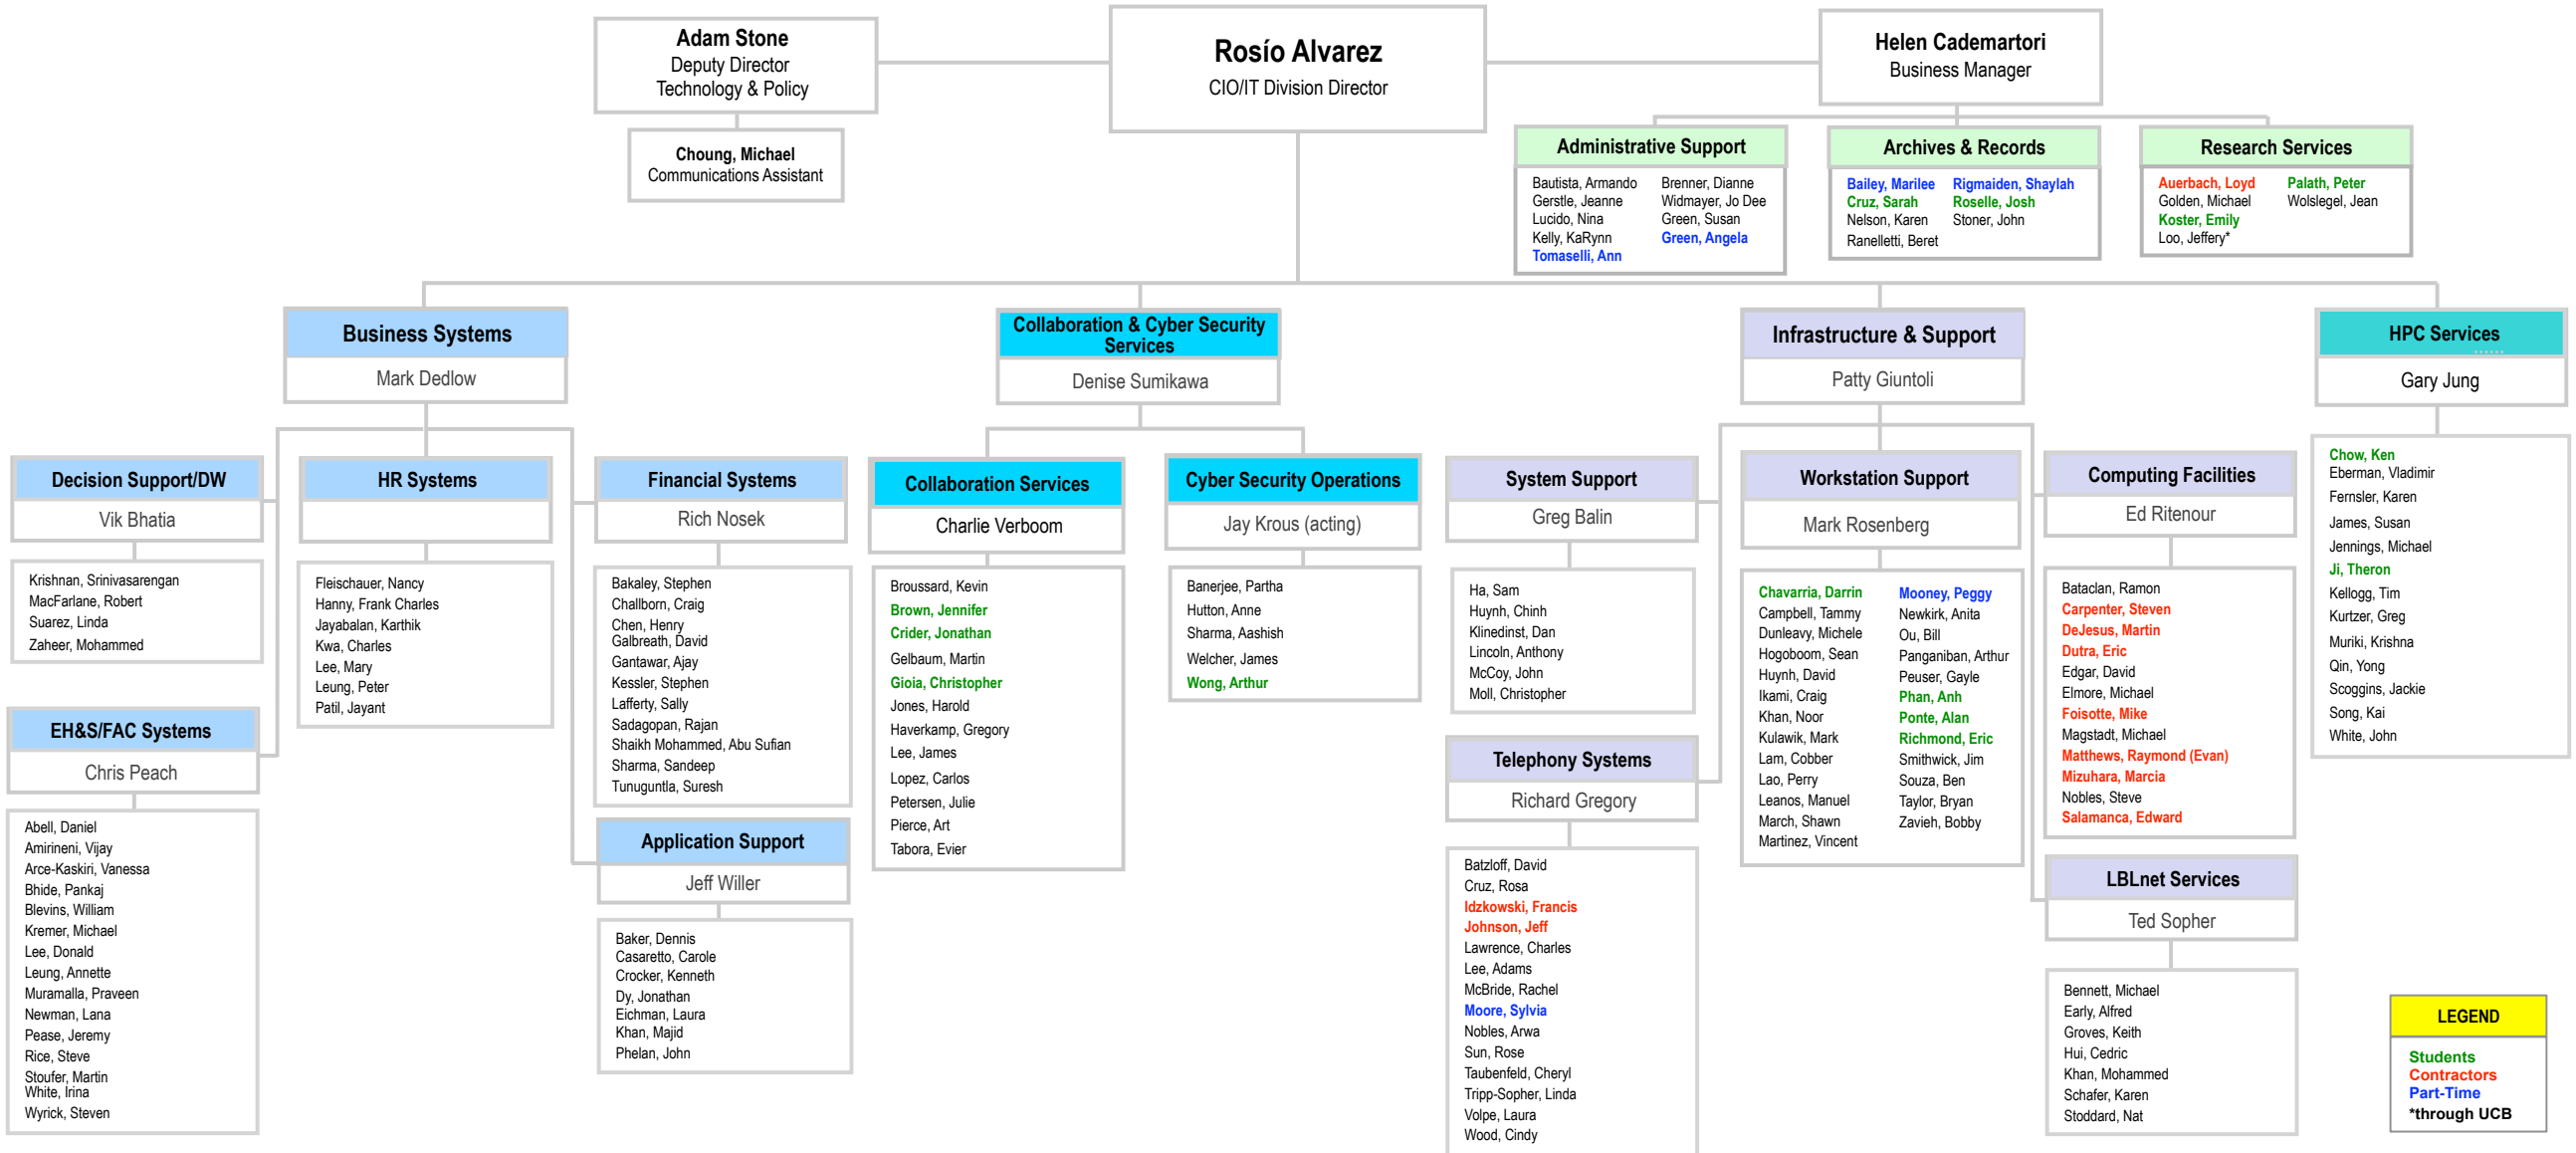 Adam Stone
Deputy Director
Technology & Policy
Choung, Michael
Communications Assistant
Rosío Alvarez
CIO/IT Division Director
Helen Cademartori
Business Manager
Administrative Support
Bautista, Armando
Gerstle, Jeanne
Lucido, Nina
Kelly, KaRynn
Tomaselli, Ann
Brenner, Dianne
Widmayer, Jo Dee
Green, Susan
Green, Angela
Archives & Records
Bailey, Marilee
Cruz, Sarah
Nelson, Karen
Ranelletti, Beret
Rigmaiden, Shaylah
Roselle, Josh
Stoner, John
Research Services
Auerbach, Loyd
Golden, Michael
Koster, Emily
Loo, Jeffery*
Palath, Peter
Wolslegel, Jean
Business Systems
Mark Dedlow
Decision Support/DW
Vik Bhatia
Krishnan, Srinivasarengan
MacFarlane, Robert
Suarez, Linda
Zaheer, Mohammed
EH&S/FAC Systems
Chris Peach
Abell, Daniel
Amirineni, Vijay
Arce-Kaskiri, Vanessa
Bhide, Pankaj
Blevins, William
Kremer, Michael
Lee, Donald
Leung, Annette
Muramalla, Praveen
Newman, Lana
Pease, Jeremy
Rice, Steve
Stoufer, Martin
White, Irina
Wyrick, Steven
HR Systems
Fleischauer, Nancy
Hanny, Frank Charles
Jayabalan, Karthik
Kwa, Charles
Lee, Mary
Leung, Peter
Patil, Jayant
Financial Systems
Rich Nosek
Bakaley, Stephen
Challborn, Craig
Chen, Henry
Galbreath, David
Gantawar, Ajay
Kessler, Stephen
Lafferty, Sally
Sadagopan, Rajan
Shaikh Mohammed, Abu Sufian
Sharma, Sandeep
Tunuguntla, Suresh
Application Support
Jeff Willer
Baker, Dennis
Casaretto, Carole
Crocker, Kenneth
Dy, Jonathan
Eichman, Laura
Khan, Majid
Phelan, John
Collaboration & Cyber Security
Services
Denise Sumikawa
Collaboration Services
Charlie Verboom
Broussard, Kevin
Brown, Jennifer
Crider, Jonathan
Gelbaum, Martin
Gioia, Christopher
Jones, Harold
Haverkamp, Gregory
Lee, James
Lopez, Carlos
Petersen, Julie
Pierce, Art
Tabora, Evier
Cyber Security Operations
Jay Krous (acting)
Banerjee, Partha
Hutton, Anne
Sharma, Aashish
Welcher, James
Wong, Arthur
Infrastructure & Support
Patty Giuntoli
System Support
Greg Balin
Ha, Sam
Huynh, Chinh
Klinedinst, Dan
Lincoln, Anthony
McCoy, John
Moll, Christopher
Telephony Systems
Richard Gregory
Batzloff, David
Cruz, Rosa
Idzkowski, Francis
Johnson, Jeff
Lawrence, Charles
Lee, Adams
McBride, Rachel
Moore, Sylvia
Nobles, Arwa
Sun, Rose
Taubenfeld, Cheryl
Tripp-Sopher, Linda
Volpe, Laura
Wood, Cindy
Workstation Support
Mark Rosenberg
Chavarria, Darrin
Campbell, Tammy
Dunleavy, Michele
Hogoboom, Sean
Huynh, David
Ikami, Craig
Khan, Noor
Kulawik, Mark
Lam, Cobber
Lao, Perry
Leanos, Manuel
March, Shawn
Martinez, Vincent
Mooney, Peggy
Newkirk, Anita
Ou, Bill
Panganiban, Arthur
Peuser, Gayle
Phan, Anh
Ponte, Alan
Richmond, Eric
Smithwick, Jim
Souza, Ben
Taylor, Bryan
Zavieh, Bobby
Computing Facilities
Ed Ritenour
Bataclan, Ramon
Carpenter, Steven
DeJesus, Martin
Dutra, Eric
Edgar, David
Elmore, Michael
Foisotte, Mike
Magstadt, Michael
Matthews, Raymond (Evan)
Mizuhara, Marcia
Nobles, Steve
Salamanca, Edward
LBLnet Services
Ted Sopher
Bennett, Michael
Early, Alfred
Groves, Keith
Hui, Cedric
Khan, Mohammed
Schafer, Karen
Stoddard, Nat
HPC Services
Gary Jung
Chow, Ken
Eberman, Vladimir
Fernsler, Karen
James, Susan
Jennings, Michael
Ji, Theron
Kellogg, Tim
Kurtzer, Greg
Muriki, Krishna
Qin, Yong
Scoggins, Jackie
Song, Kai
White, John
LEGEND
Students
Contractors
Part-Time
*through UCB